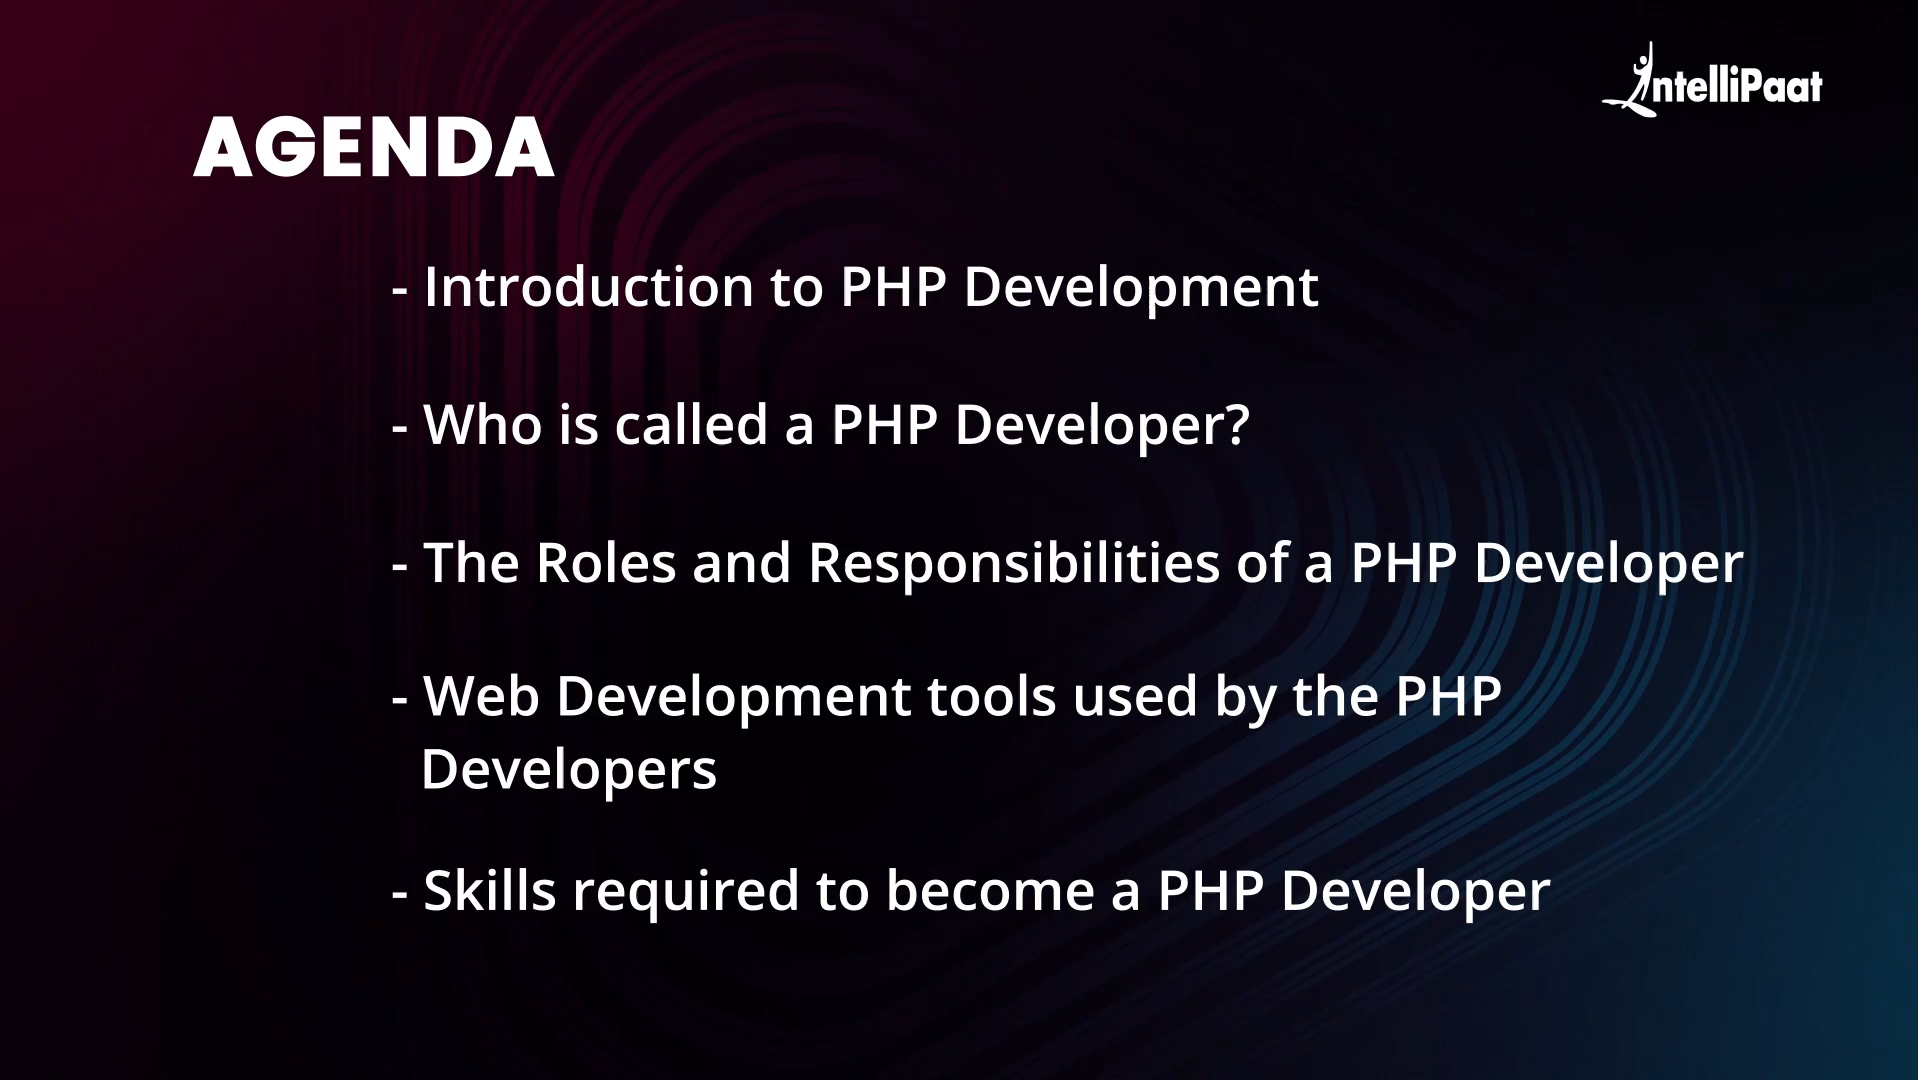 IntelliPaat
AGENDA
- Introduction to PHP Development
- Who is called a PHP Developer?
- The Roles and Responsibilities of a PHP Developer
- Web Development tools used by the PHP
Developers
- Skills required to become a PHP Developer